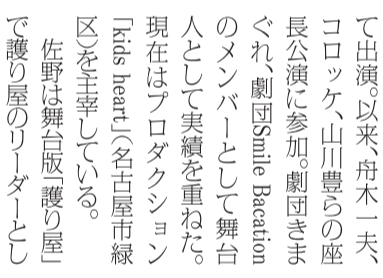 て出演。以来、舟木一夫、
コロッケ、山川豊らの座
長公演に参加。劇団きま
ぐれ、劇団Smile Bacation
のメンバーとして舞台
人として実績を重ねた。
現在はプロダクション
「kids heart」（名古屋市緑
区）を主宰している。
　佐野は舞台版「護り屋」
で護り屋のリーダーとし